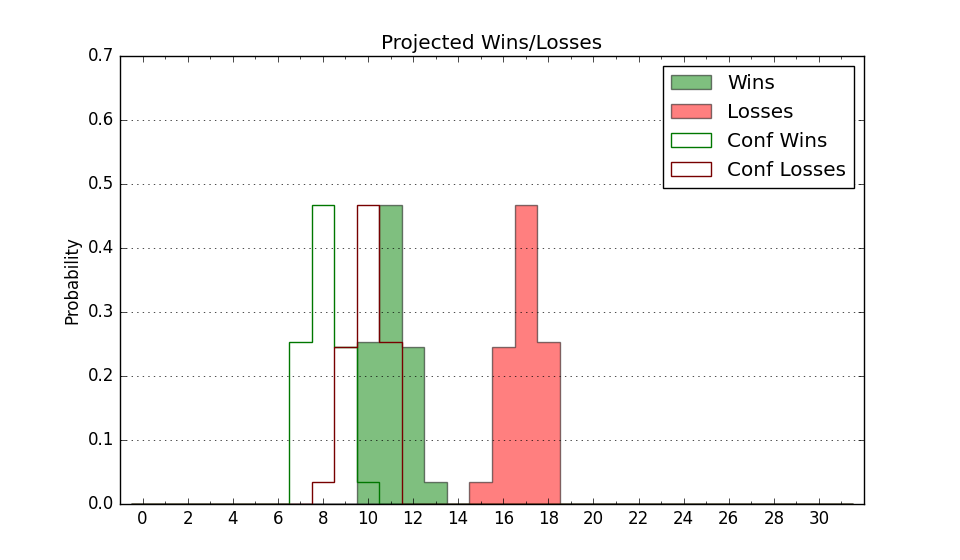 Projected Wins/Losses
0.7
0.6
0.5
0.4
0.3
0.2
0.1
0.0
Probability
Wins
Losses
Conf Wins
Conf Losses
0 2 4 6 8 10 12 14 16 18 20 22 24 26 28 30